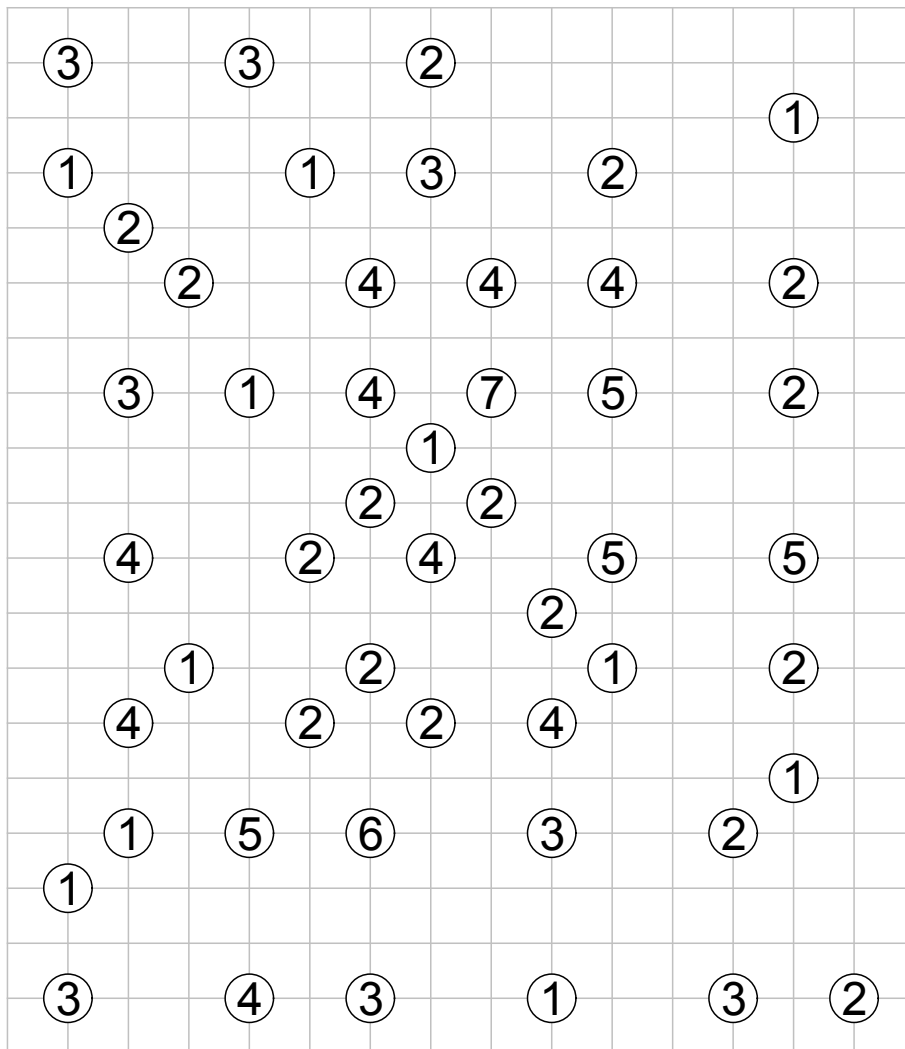 3 3 2
1
1 1 3 2
2
2 4 4 4 2
3 1 4 7 5 2
1
2 2
4 2 4 5 5
2
1 2 1 2
4 2 2 4
1
1 5 6 3 2
1
3 4 3 1 3 2